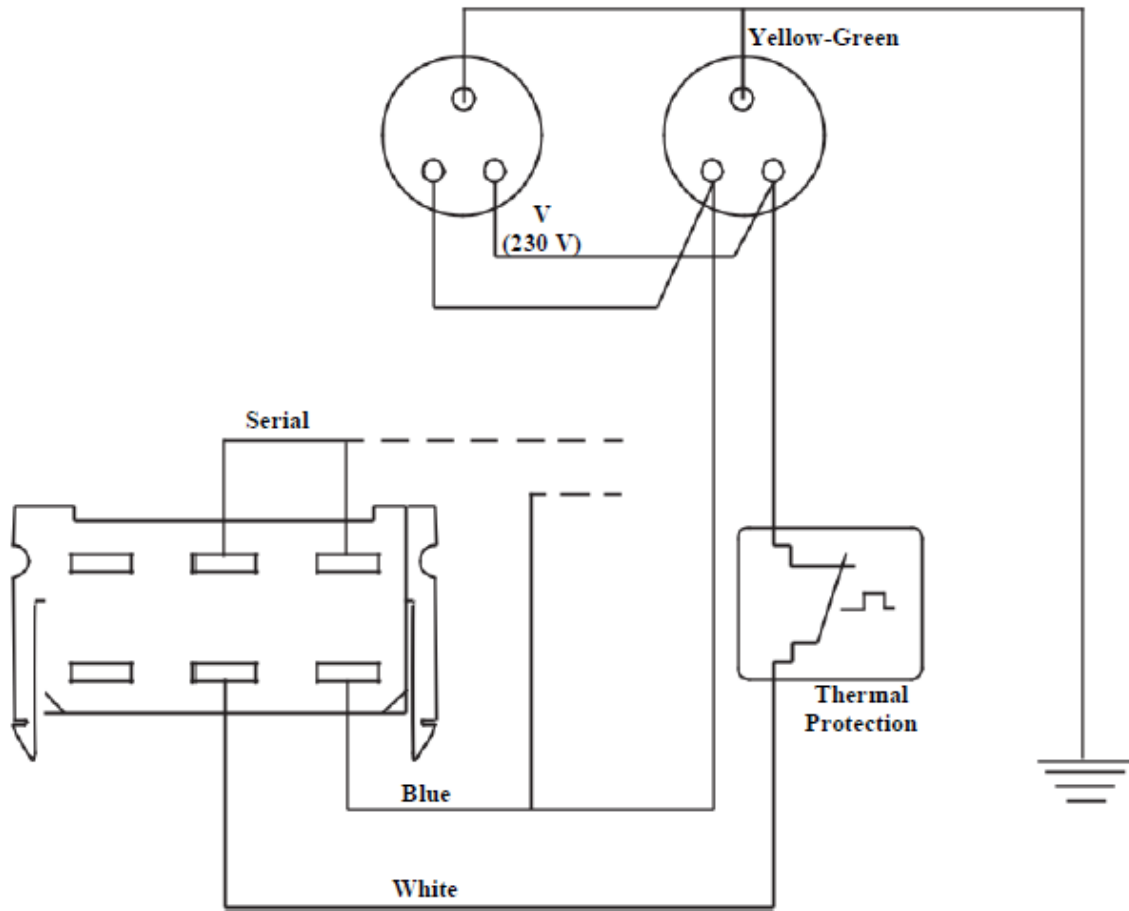 Yellow-Green
V
(230 V)
Serial
Thermal
Protection
Blue
White